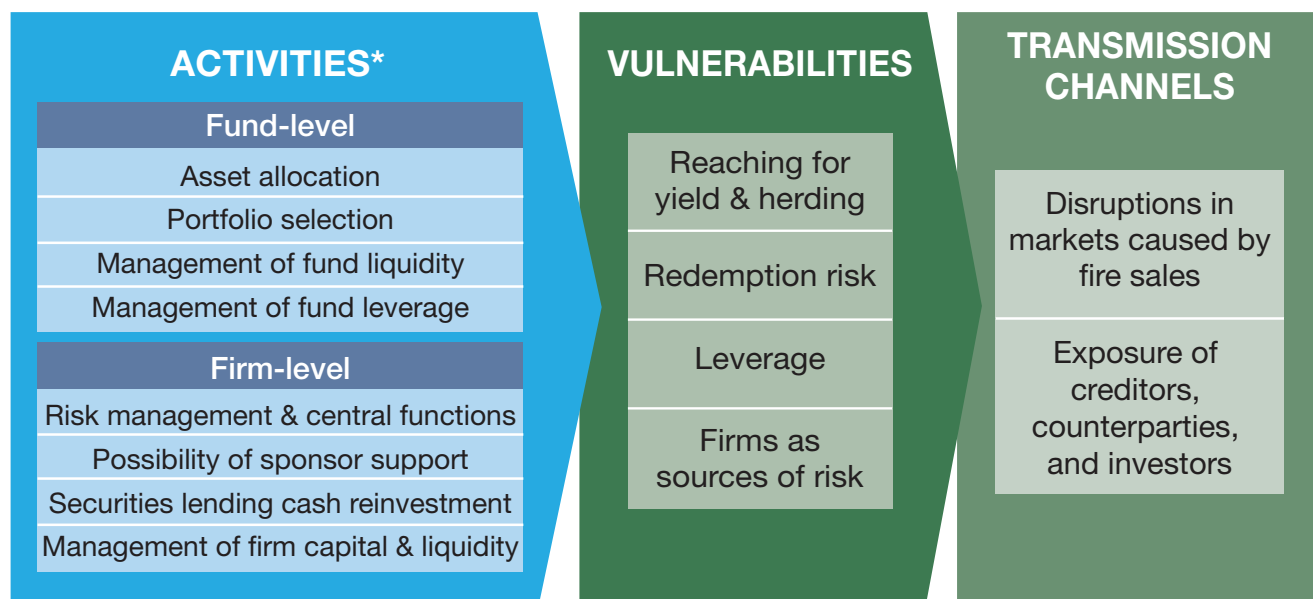 ACTIVITIES*
Fund-level
Asset allocation
Portfolio selection
Management of fund liquidity
Management of fund leverage
Firm-level
Risk management & central functions
Possibility of sponsor support
Securities lending cash reinvestment
Management of firm capital & liquidity
VULNERABILITIES
Reaching for
yield & herding
Redemption risk
Leverage
Firms as
sources of risk
TRANSMISSION
CHANNELS
Disruptions in
markets caused by
fire sales
Exposure of
creditors,
counterparties,
and investors